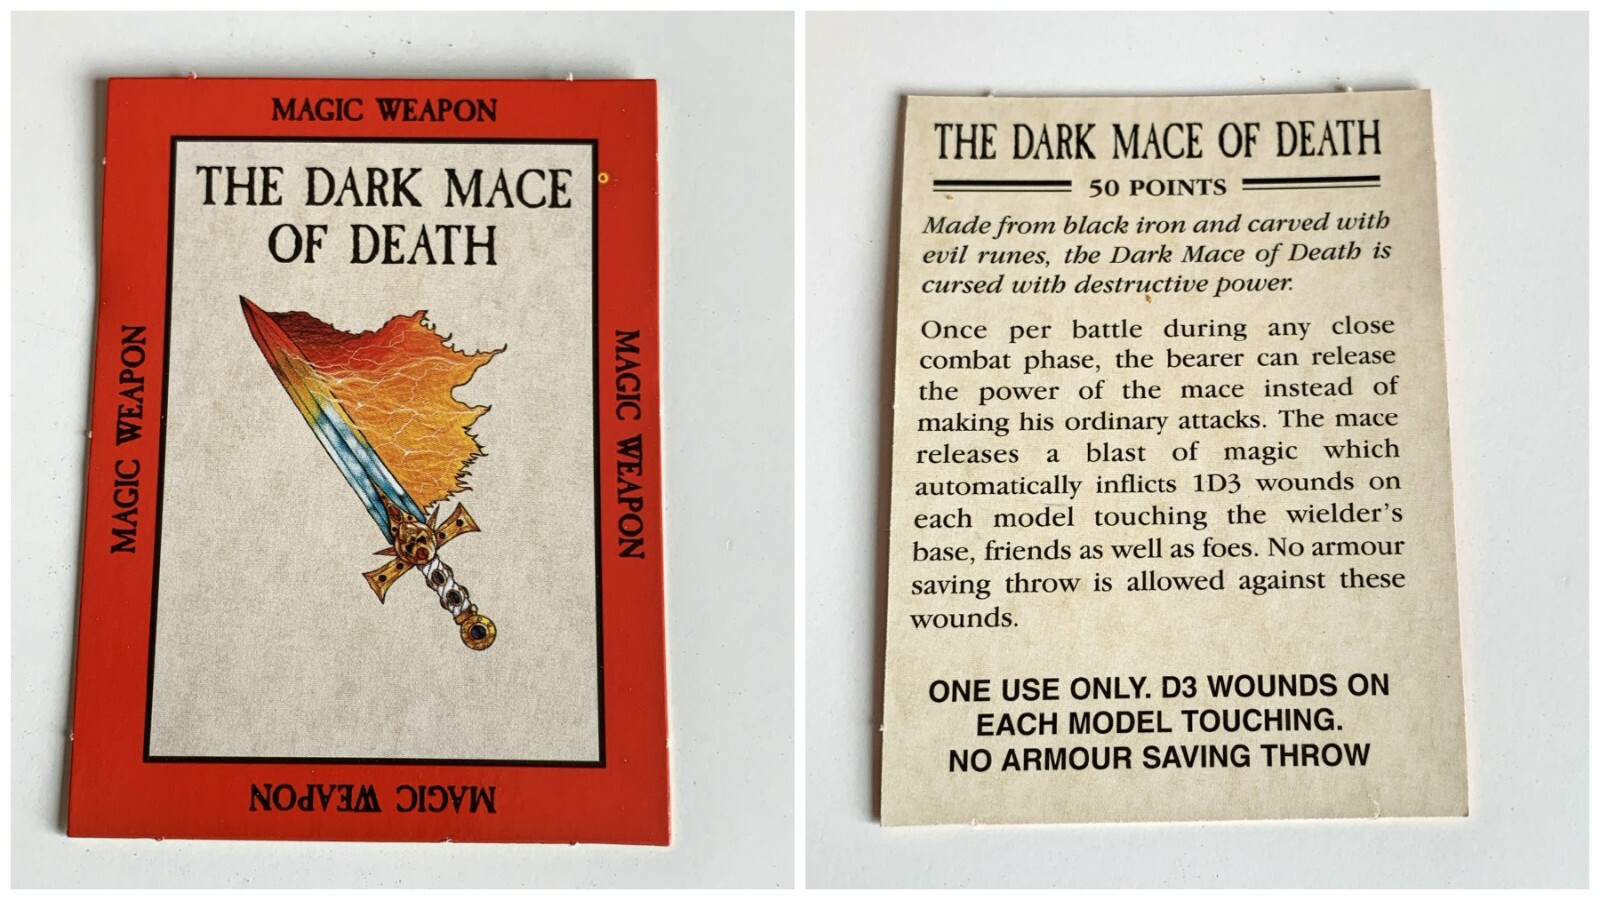 MAGIC WEAPON
THE DARK MACE
OF DEATH
MAGIC WEAPON
MAGIC WEAPON
MAGIC WEAPON
THE DARK MACE OF DEATH
50 POINTS
Made from black iron and carved with
evil runes, the Dark Mace of Death is
cursed with destructive power.
Once per battle during any close
combat phase, the bearer can release
the power of the mace instead of
making his ordinary attacks. The mace
releases a blast of magic which
automatically inflicts 1D3 wounds on
each model touching the wielder's
base, friends as well as foes. No armour
saving throw is allowed against these
wounds.
ONE USE ONLY. D3 WOUNDS ON
EACH MODEL TOUCHING.
NO ARMOUR SAVING THROW